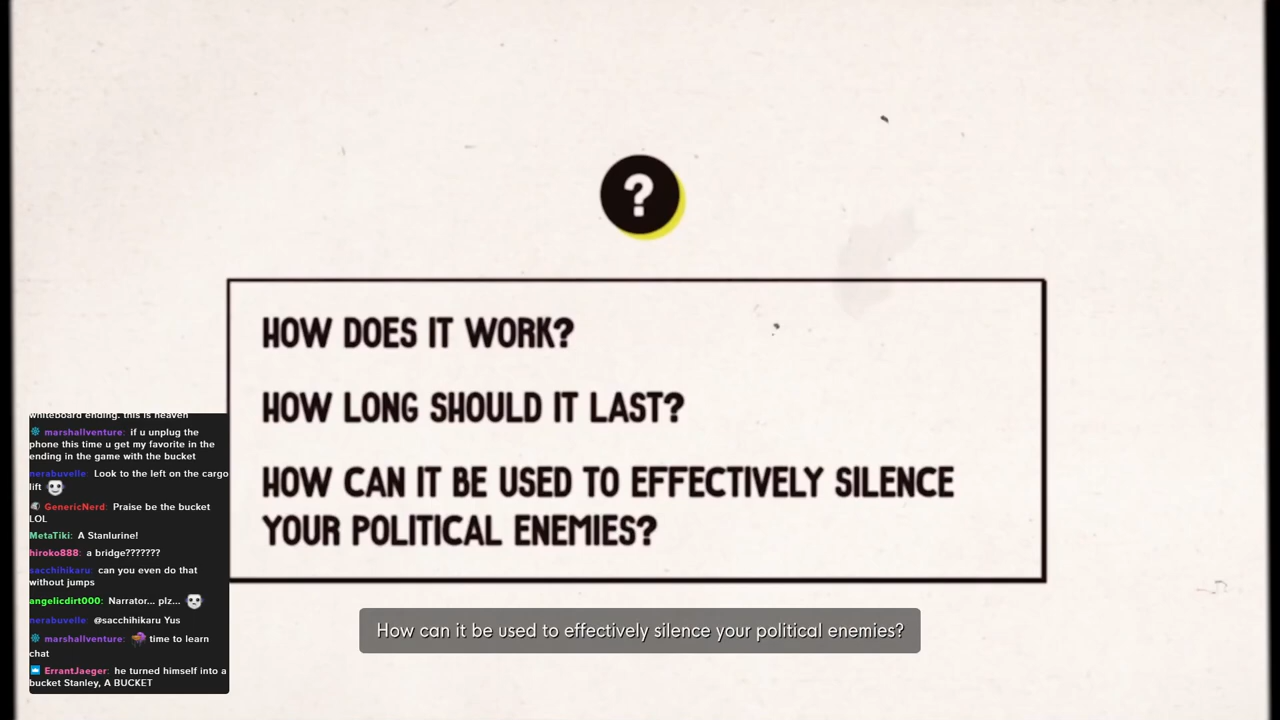 ?
HOW DOES IT WORK?
HOW LONG SHOULD IT LAST?
HOW CAN IT BE USED TO EFFECTIVELY SILENCE
YOUR POLITICAL ENEMIES?
How can it be used to effectively silence your political enemies?
whiteboard ending. this is heaven
marshallventure: if u unplug the
phone this time u get my favorite in the
ending in the game with the bucket
nerabuvelle: Look to the left on the cargo
lift
GenericNerd: Praise be the bucket
LOL
MetaTiki: A Stanlurine!
hiroko888: a bridge???????
sacchihikaru: can you even do that
without jumps
angelicdirt000: Narrator... plz...
nerabuvelle: @sacchihikaru Yus
marshallventure: time to learn
chat
ErrantJaeger: he turned himself into a
bucket Stanley, A BUCKET